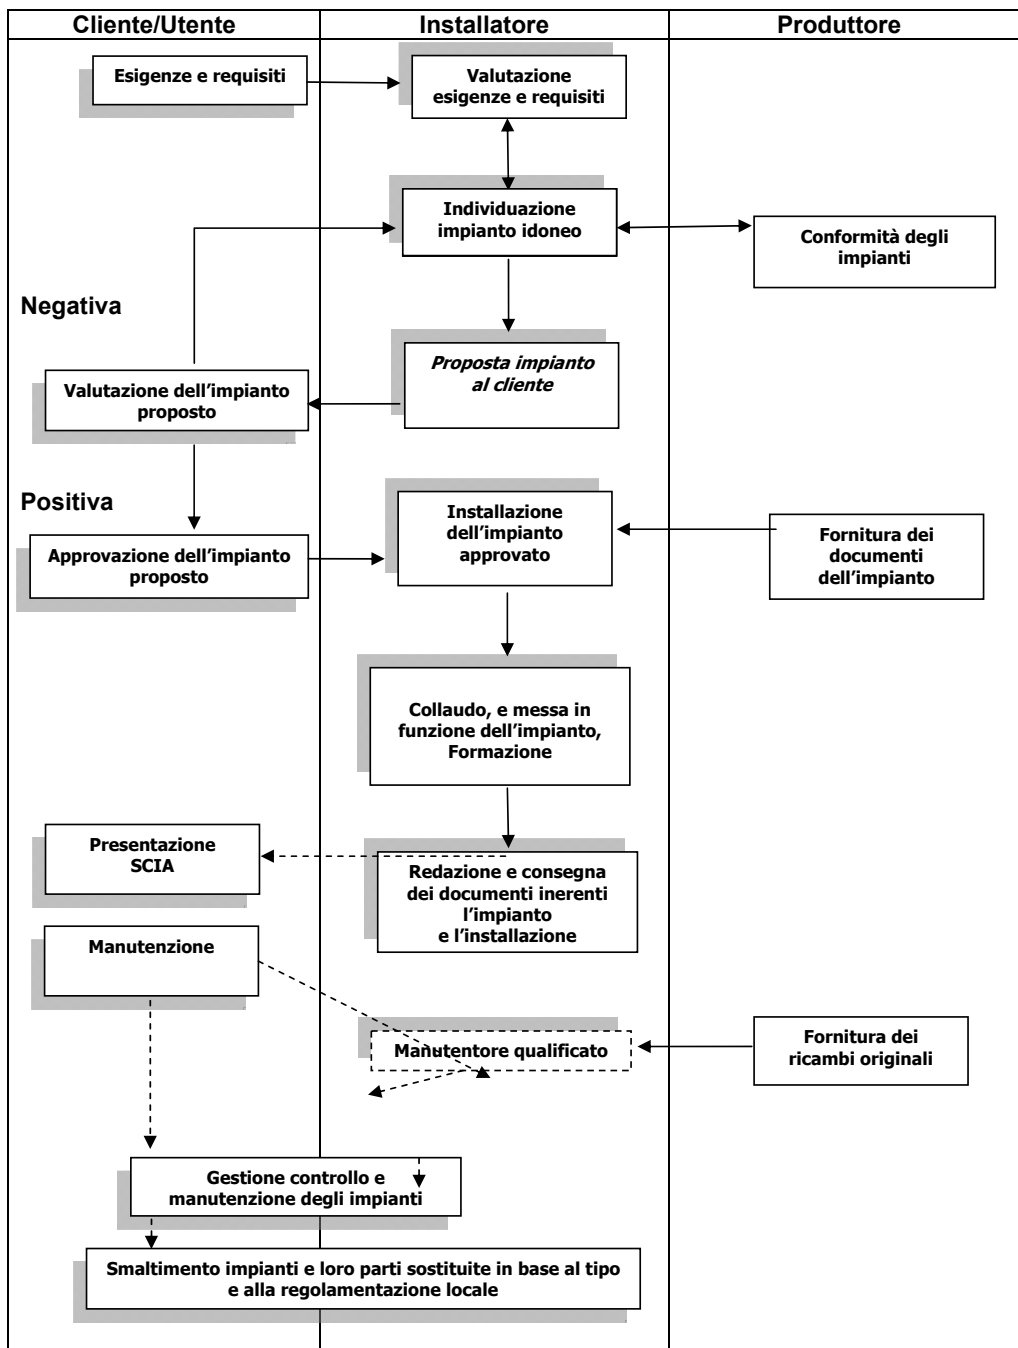 Cliente/Utente
Installatore
Produttore
Esigenze e requisiti
Valutazione
esigenze e requisiti
Individuazione
impianto idoneo
Conformità degli
impianti
Negativa
Proposta impianto
al cliente
Valutazione dell’impianto
proposto
Positiva
Installazione
dell’impianto
approvato
Fornitura dei
documenti
dell’impianto
Approvazione dell’impianto
proposto
Collaudo, e messa in
funzione dell’impianto,
Formazione
Presentazione
SCIA
Redazione e consegna
dei documenti inerenti
l’impianto
e l’installazione
Manutenzione
Manutentore qualificato
Fornitura dei
ricambi originali
Gestione controllo e
manutenzione degli impianti
Smaltimento impianti e loro parti sostituite in base al tipo
e alla regolamentazione locale